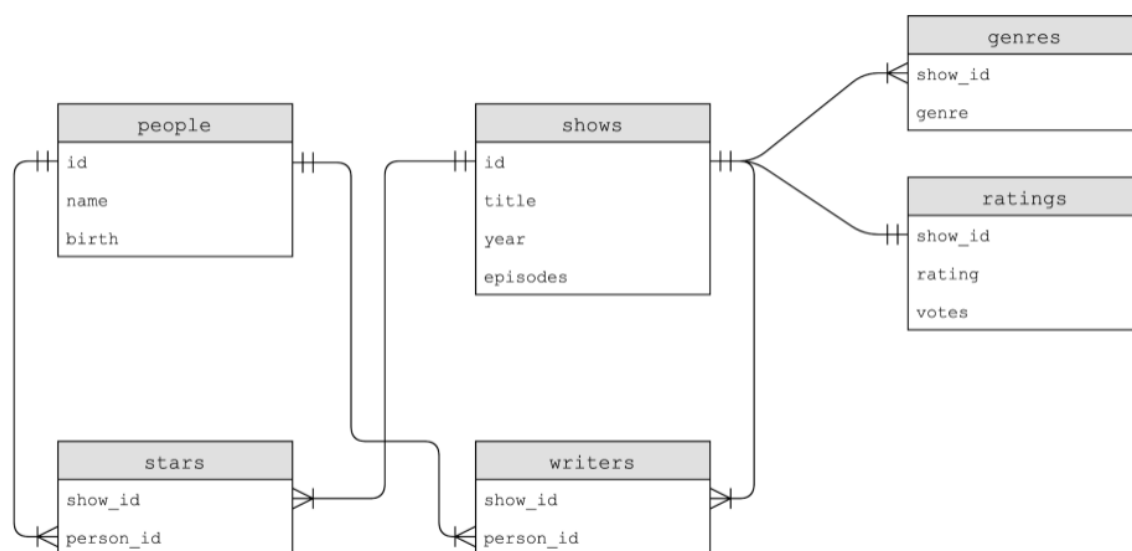 genres
show_id
genre
people
id
name
birth
shows
id
title
year
episodes
ratings
show_id
rating
votes
stars
show_id
person_id
writers
show_id
person_id